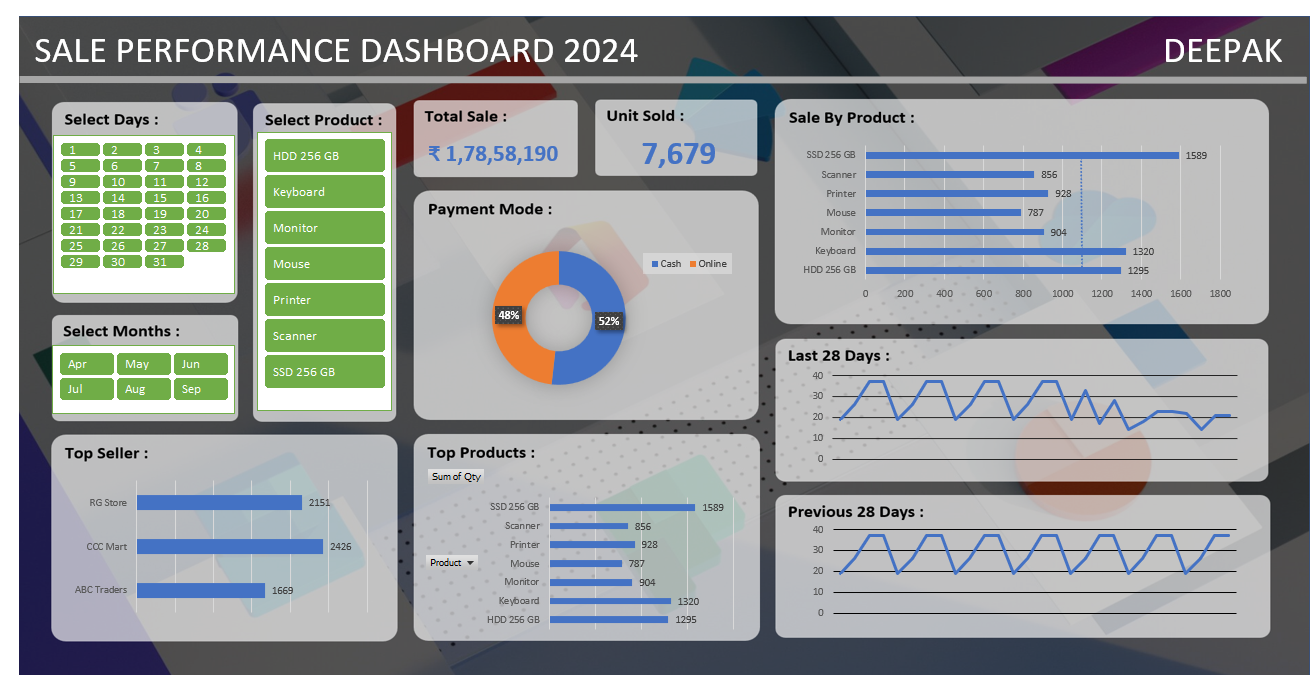 SALE PERFORMANCE DASHBOARD 2024 DEEPAK
Select Days :
1 2 3 4
5 6 7 8
9 10 11 12
13 14 15 16
17 18 19 20
21 22 23 24
25 26 27 28
29 30 31
Select Months :
Apr May Jun
Jul Aug Sep
Select Product :
HDD 256 GB
Keyboard
Monitor
Mouse
Printer
Scanner
SSD 256 GB
Total Sale :
₹ 1,78,58,190
Unit Sold :
7,679
Payment Mode :
Cash Online
48% 52%
Sale By Product :
SSD 256 GB 1589
Scanner 856
Printer 928
Mouse 787
Monitor 904
Keyboard 1320
HDD 256 GB 1295
0 200 400 600 800 1000 1200 1400 1600 1800
Last 28 Days :
40
30
20
10
0
Top Seller :
RG Store 2151
CCC Mart 2426
ABC Traders 1669
Top Products :
Sum of Qty
SSD 256 GB 1589
Scanner 856
Printer 928
Product
Mouse 787
Monitor 904
Keyboard 1320
HDD 256 GB 1295
Previous 28 Days :
40
30
20
10
0